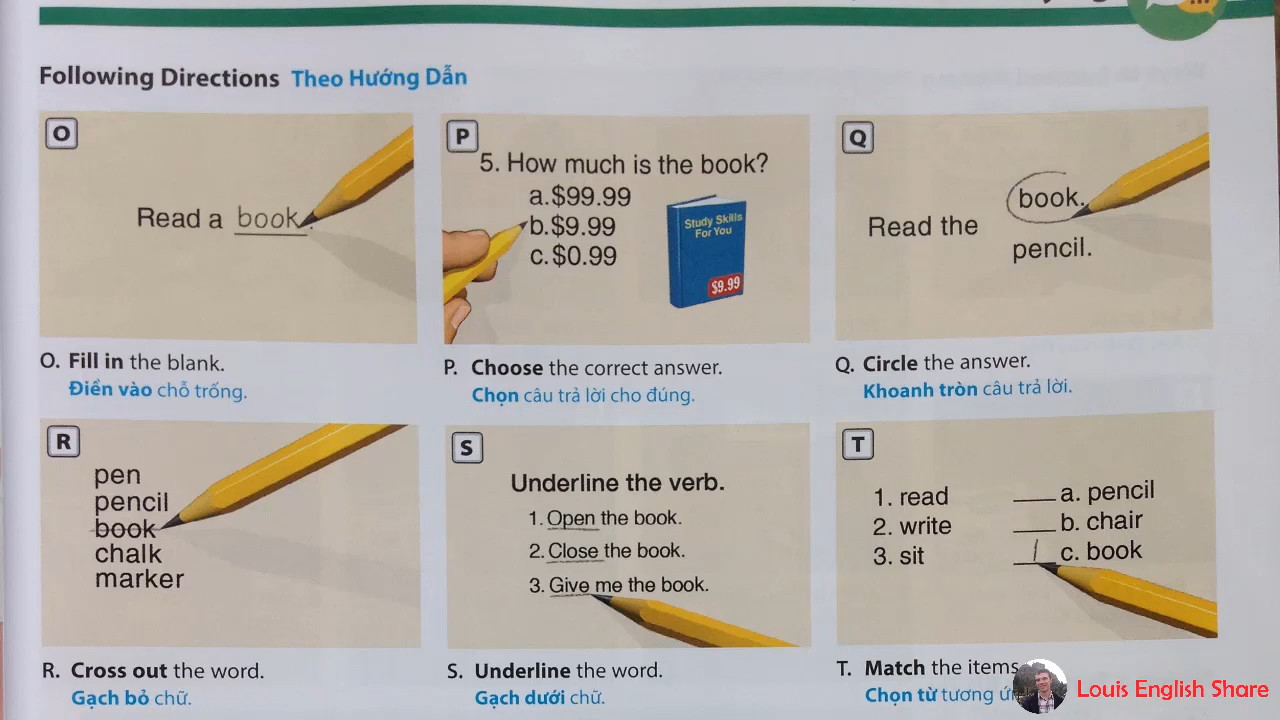 Following Directions Theo Hướng Dẫn
O
Read a book.
O. Fill in the blank.
Điền vào chỗ trống.
P
5. How much is the book?
a. $99.99
b. $9.99
c. $0.99
Study Skills
For You
$9.99
P. Choose the correct answer.
Chọn câu trả lời cho đúng.
Q
Read the
book.
pencil.
Q. Circle the answer.
Khoanh tròn câu trả lời.
R
pen
pencil
book
chalk
marker
R. Cross out the word.
Gạch bỏ chữ.
S
Underline the verb.
1. Open the book.
2. Close the book.
3. Give me the book.
S. Underline the word.
Gạch dưới chữ.
T
1. read ___ a. pencil
2. write ___ b. chair
3. sit _1_ c. book
T. Match the items
Chọn từ tương
Louis English Share